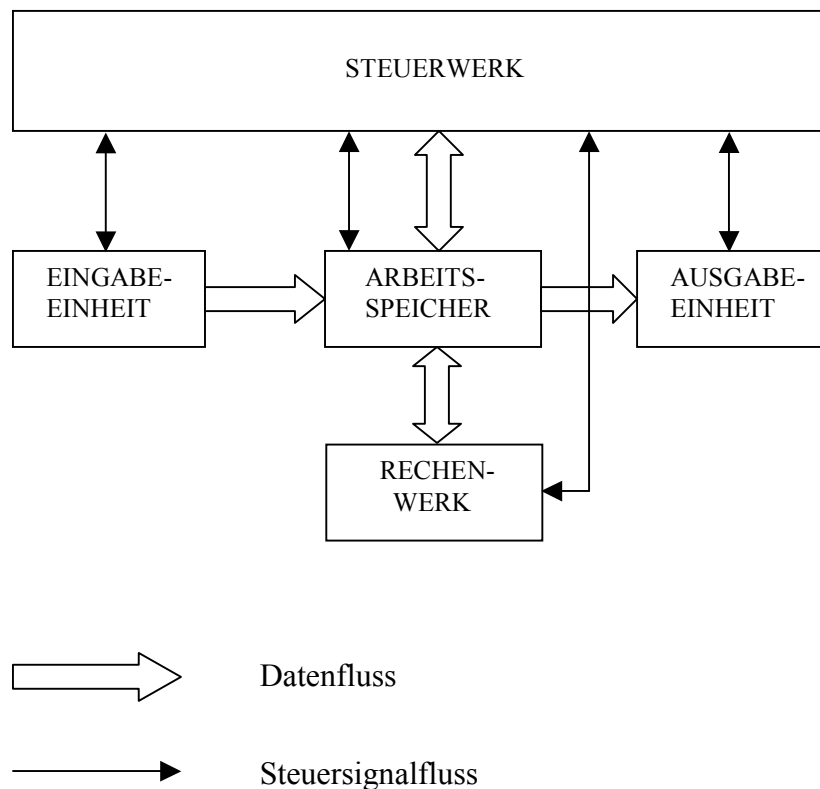 STEUERWERK
EINGABE-
EINHEIT
ARBEITS-
SPEICHER
AUSGABE-
EINHEIT
RECHEN-
WERK
Datenfluss
Steuersignalfluss